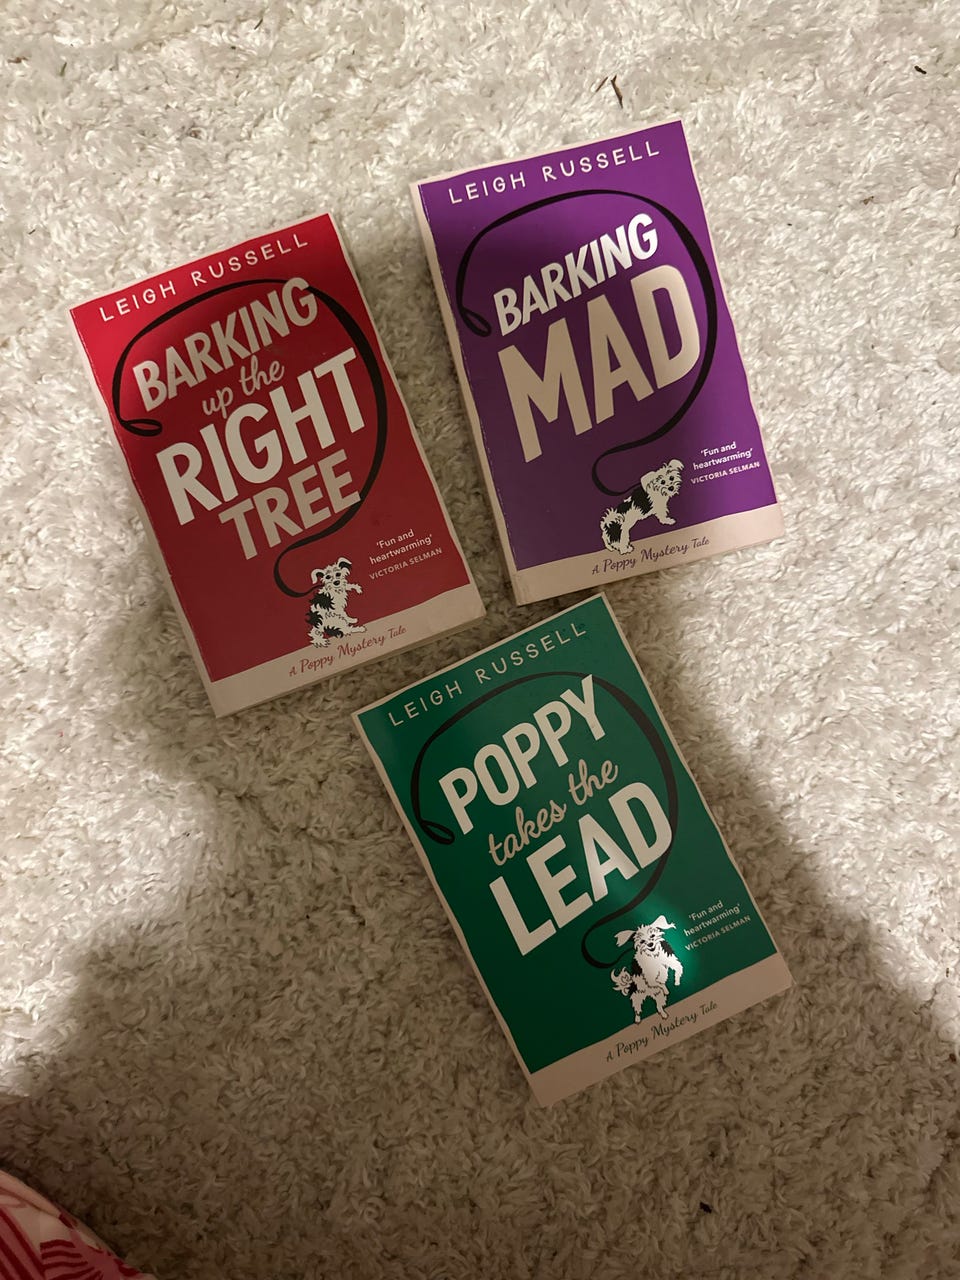 LEIGH RUSSELL
BARKING
up the
RIGHT
TREE
'Fun and
heartwarming'
VICTORIA SELMAN
A Poppy Mystery Tale
LEIGH RUSSELL
BARKING
MAD
'Fun and
heartwarming'
VICTORIA SELMAN
A Poppy Mystery Tale
LEIGH RUSSELL
POPPY
takes the
LEAD
'Fun and
heartwarming'
VICTORIA SELMAN
A Poppy Mystery Tale